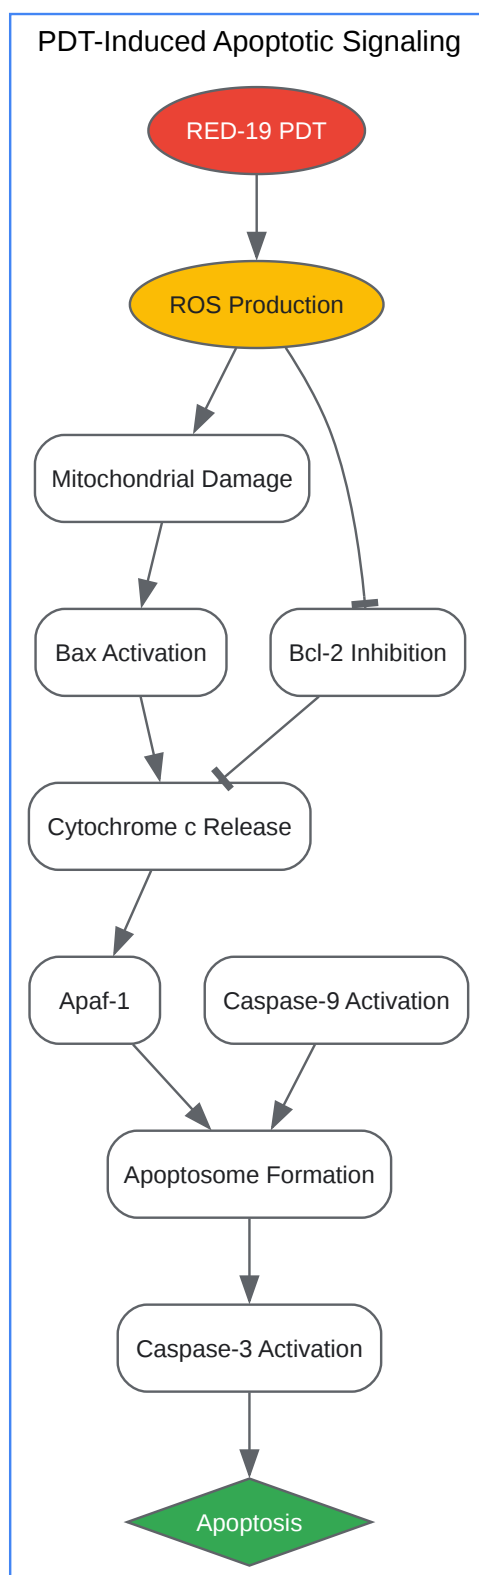 PDT-Induced Apoptotic Signaling
RED-19 PDT
ROS Production
Mitochondrial Damage
Bax Activation
Bcl-2 Inhibition
Cytochrome c Release
Apaf-1
Caspase-9 Activation
Apoptosome Formation
Caspase-3 Activation
Apoptosis